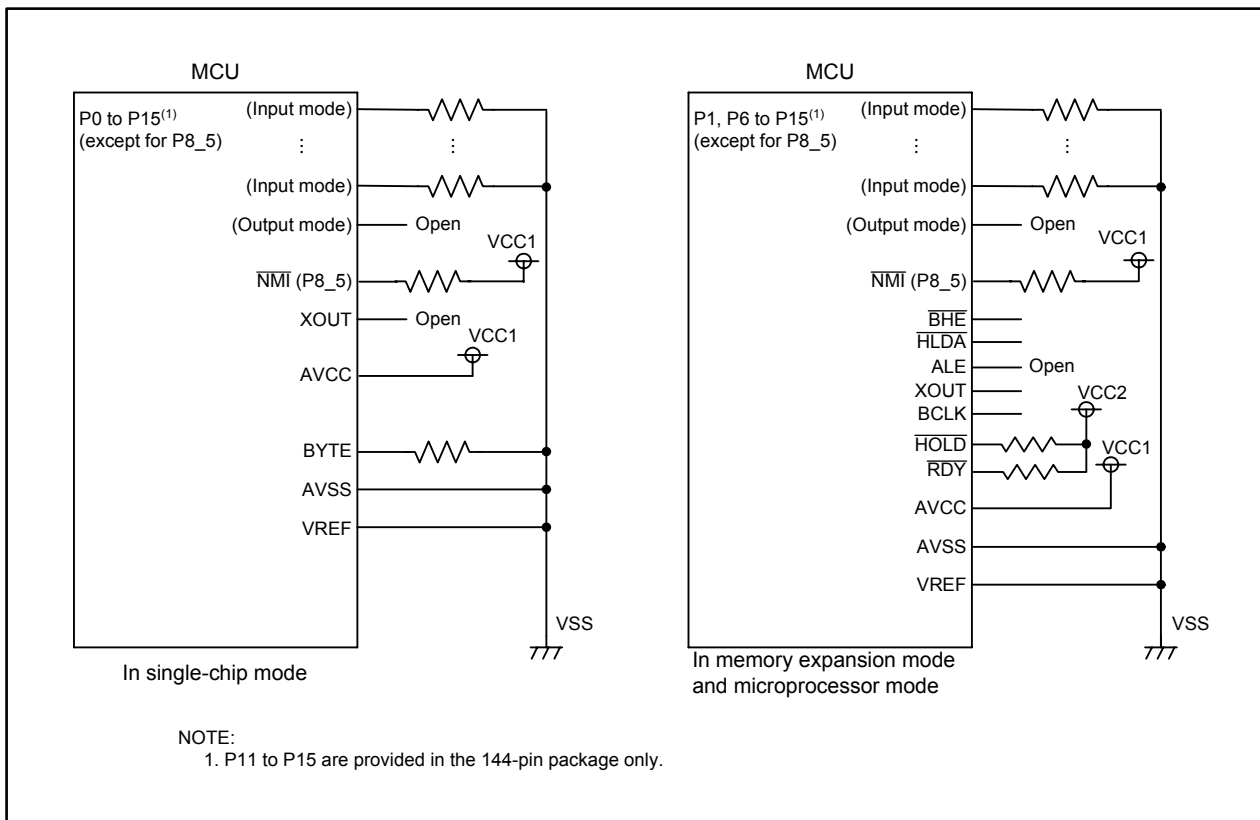 MCU
P0 to P15(1)
(except for P8_5)
(Input mode)
⋮
⋮
(Input mode)
(Output mode)
Open
VCC1
NMI (P8_5)
XOUT
Open
VCC1
AVCC
BYTE
AVSS
VREF
VSS
In single-chip mode
MCU
P1, P6 to P15(1)
(except for P8_5)
(Input mode)
⋮
⋮
(Input mode)
(Output mode)
Open
VCC1
NMI (P8_5)
BHE
HLDA
ALE
Open
XOUT
BCLK
VCC2
HOLD
VCC1
RDY
AVCC
AVSS
VREF
VSS
In memory expansion mode
and microprocessor mode
NOTE:
1. P11 to P15 are provided in the 144-pin package only.